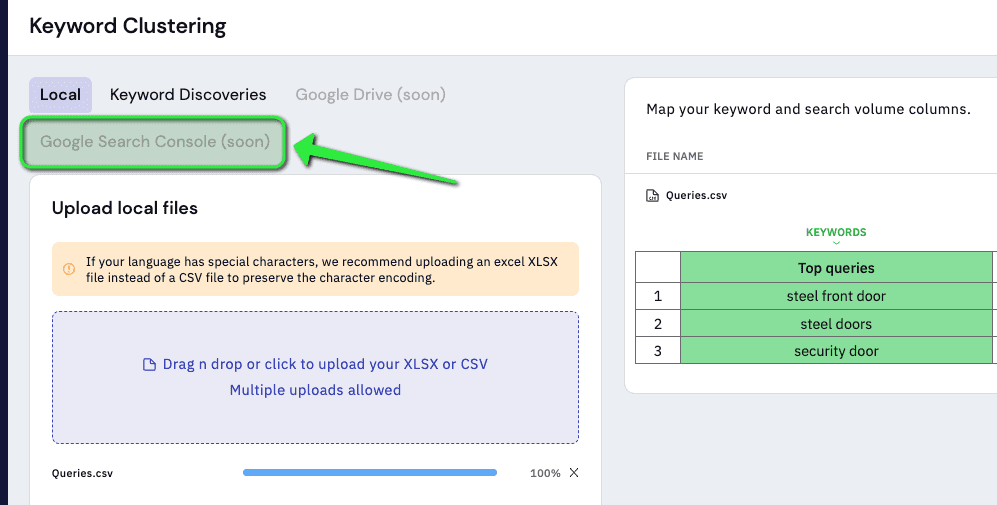 Keyword Clustering
Local Keyword Discoveries Google Drive (soon)
Google Search Console (soon)
Upload local files
If your language has special characters, we recommend uploading an excel XLSX
file instead of a CSV file to preserve the character encoding.
Drag n drop or click to upload your XLSX or CSV
Multiple uploads allowed
Queries.csv 100%
Map your keyword and search volume columns.
FILE NAME
Queries.csv
KEYWORDS
Top queries
1 steel front door
2 steel doors
3 security door